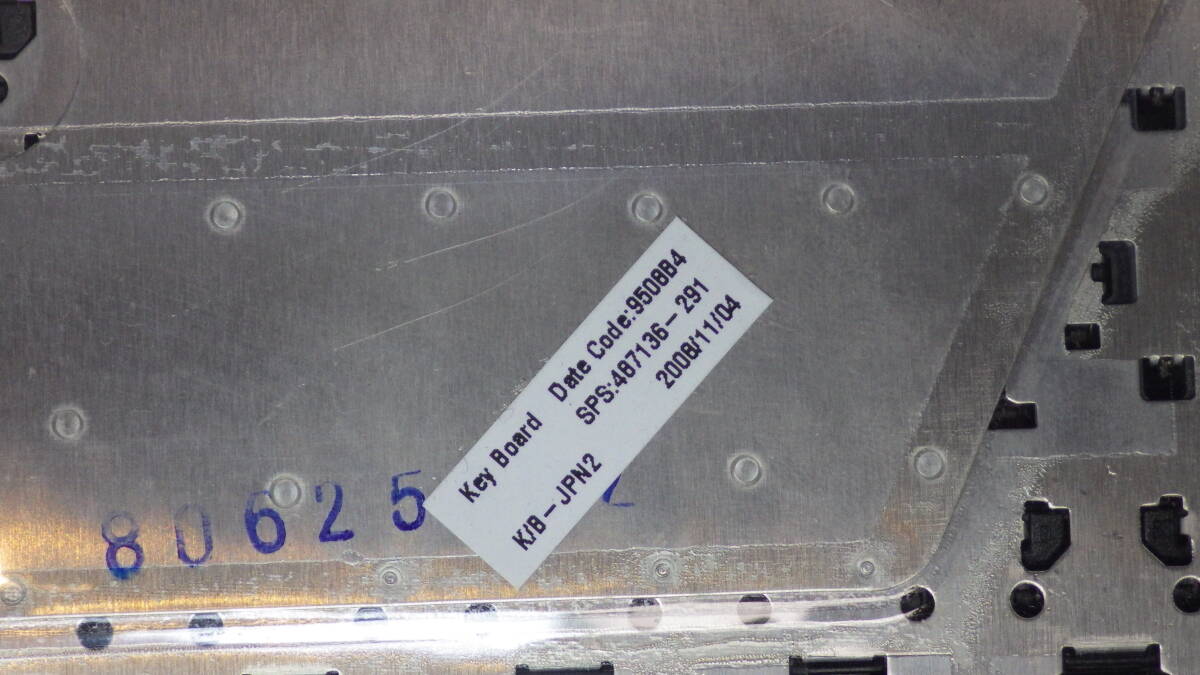 Key Board Date Code:9508B4
SPS:487136-291
K/B-JPN2 2008/11/04
80625